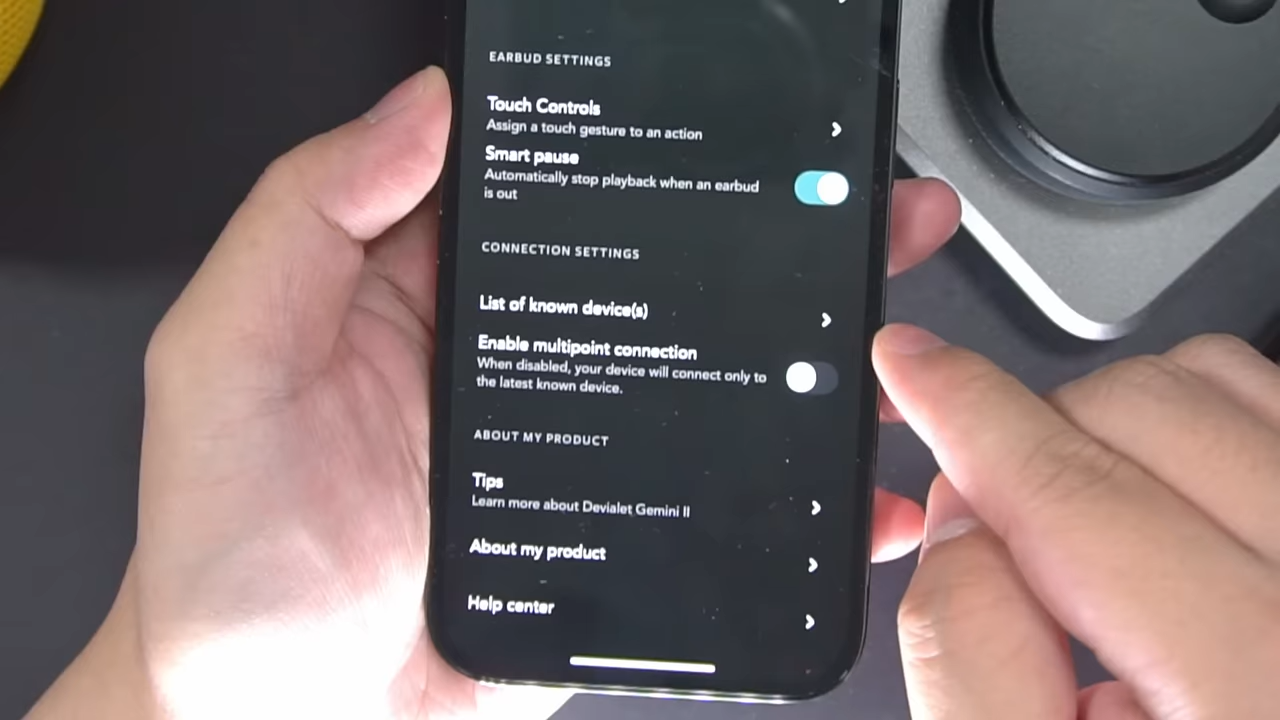 EARBUD SETTINGS
Touch Controls
Assign a touch gesture to an action
Smart pause
Automatically stop playback when an earbud
is out
CONNECTION SETTINGS
List of known device(s)
Enable multipoint connection
When disabled, your device will connect only to
the latest known device.
ABOUT MY PRODUCT
Tips
Learn more about Devialet Gemini II
About my product
Help center